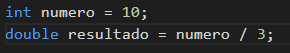 int numero = 10;
double resultado = numero / 3;